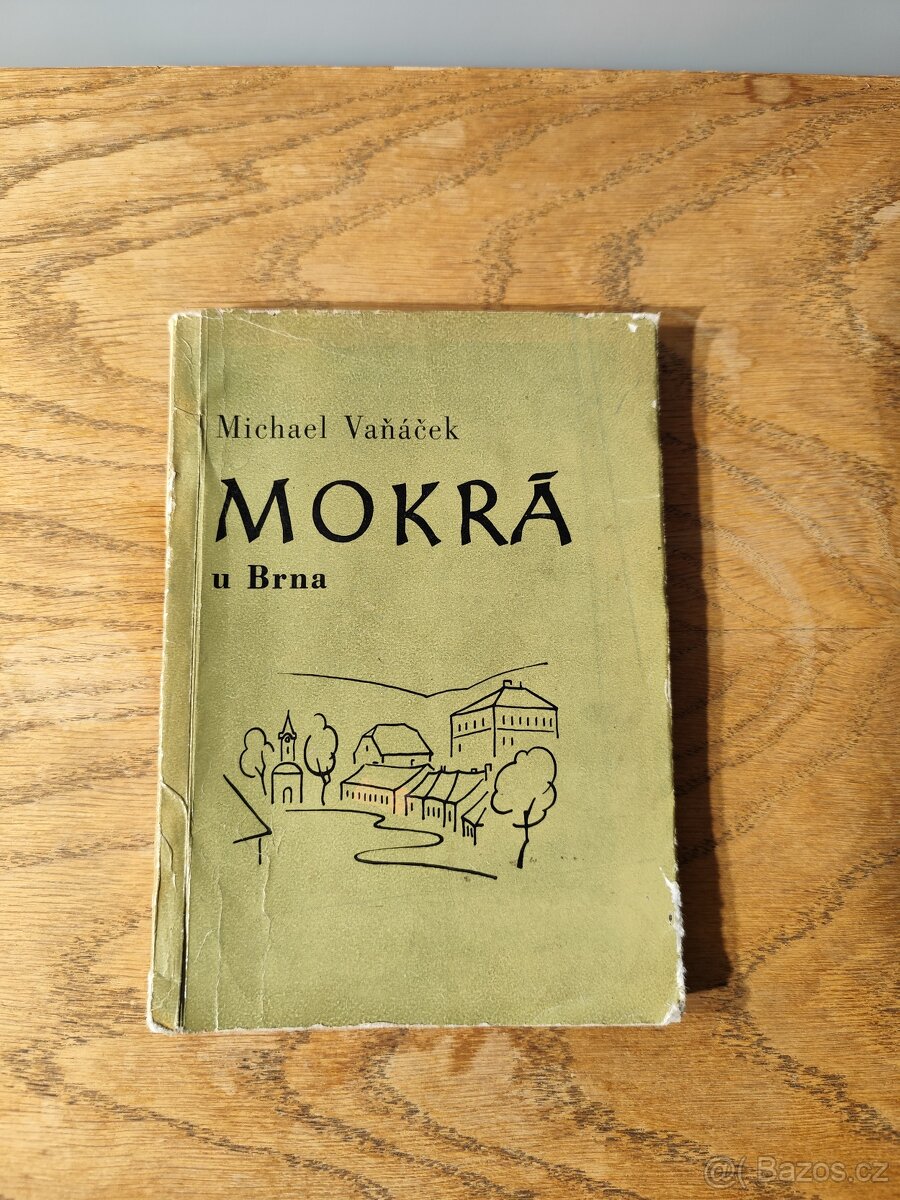 Michael Vaňáček
MOKRÁ
u Brna
@( Bazos.cz